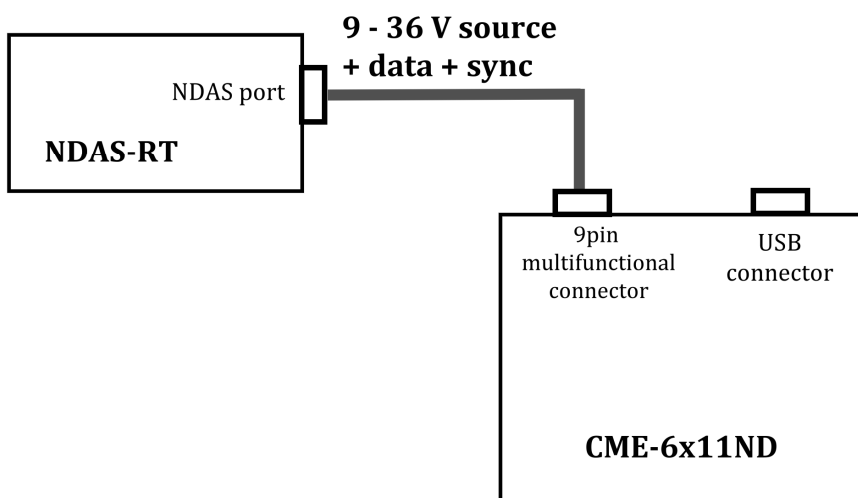 9 - 36 V source
+ data + sync
NDAS port
NDAS-RT
9pin
multifunctional
connector
USB
connector
CME-6x11ND